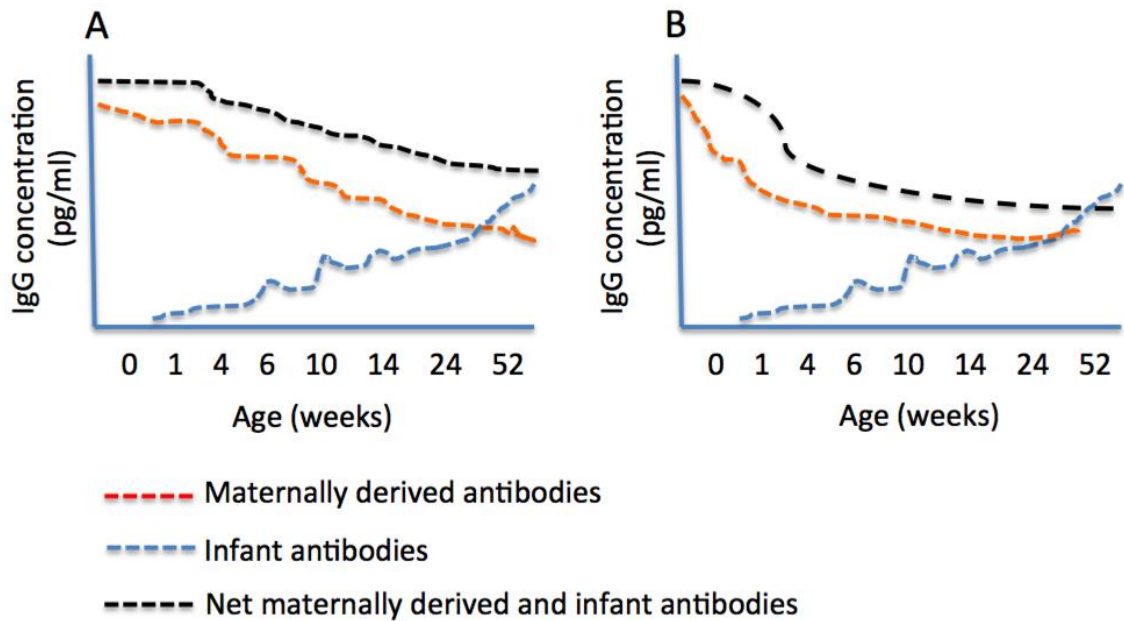 A
IgG concentration
(pg/ml)
0 1 4 6 10 14 24 52
Age (weeks)
B
IgG concentration
(pg/ml)
0 1 4 6 10 14 24 52
Age (weeks)
Maternally derived antibodies
Infant antibodies
Net maternally derived and infant antibodies